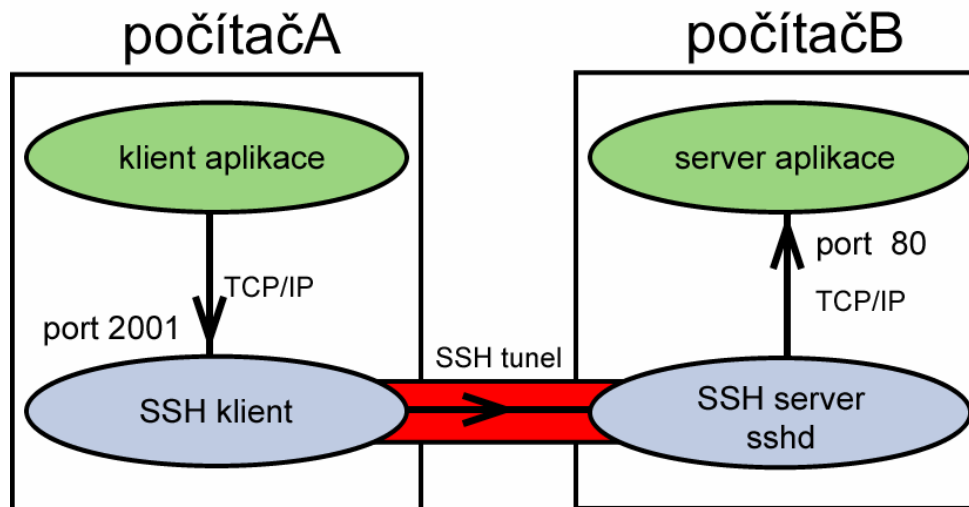 počítačA
počítačB
klient aplikace
server aplikace
port 80
TCP/IP
TCP/IP
port 2001
SSH tunel
SSH klient
SSH server
sshd